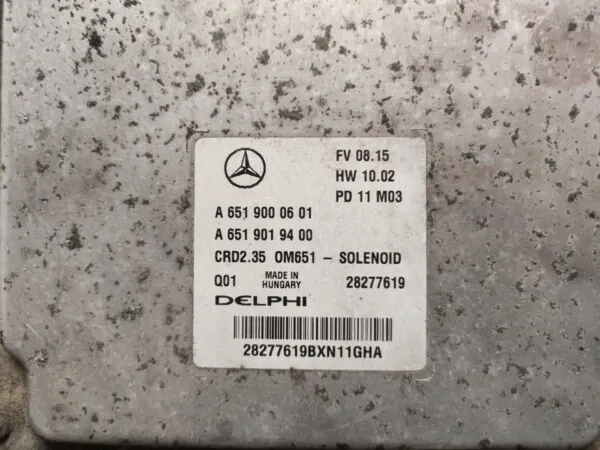 FV 08.15
HW 10.02
PD 11 M03
A 651 900 06 01
A 651 901 94 00
CRD2.35 OM651 – SOLENOID
Q01 MADE IN HUNGARY 28277619
DELPHI
28277619BXN11GHA